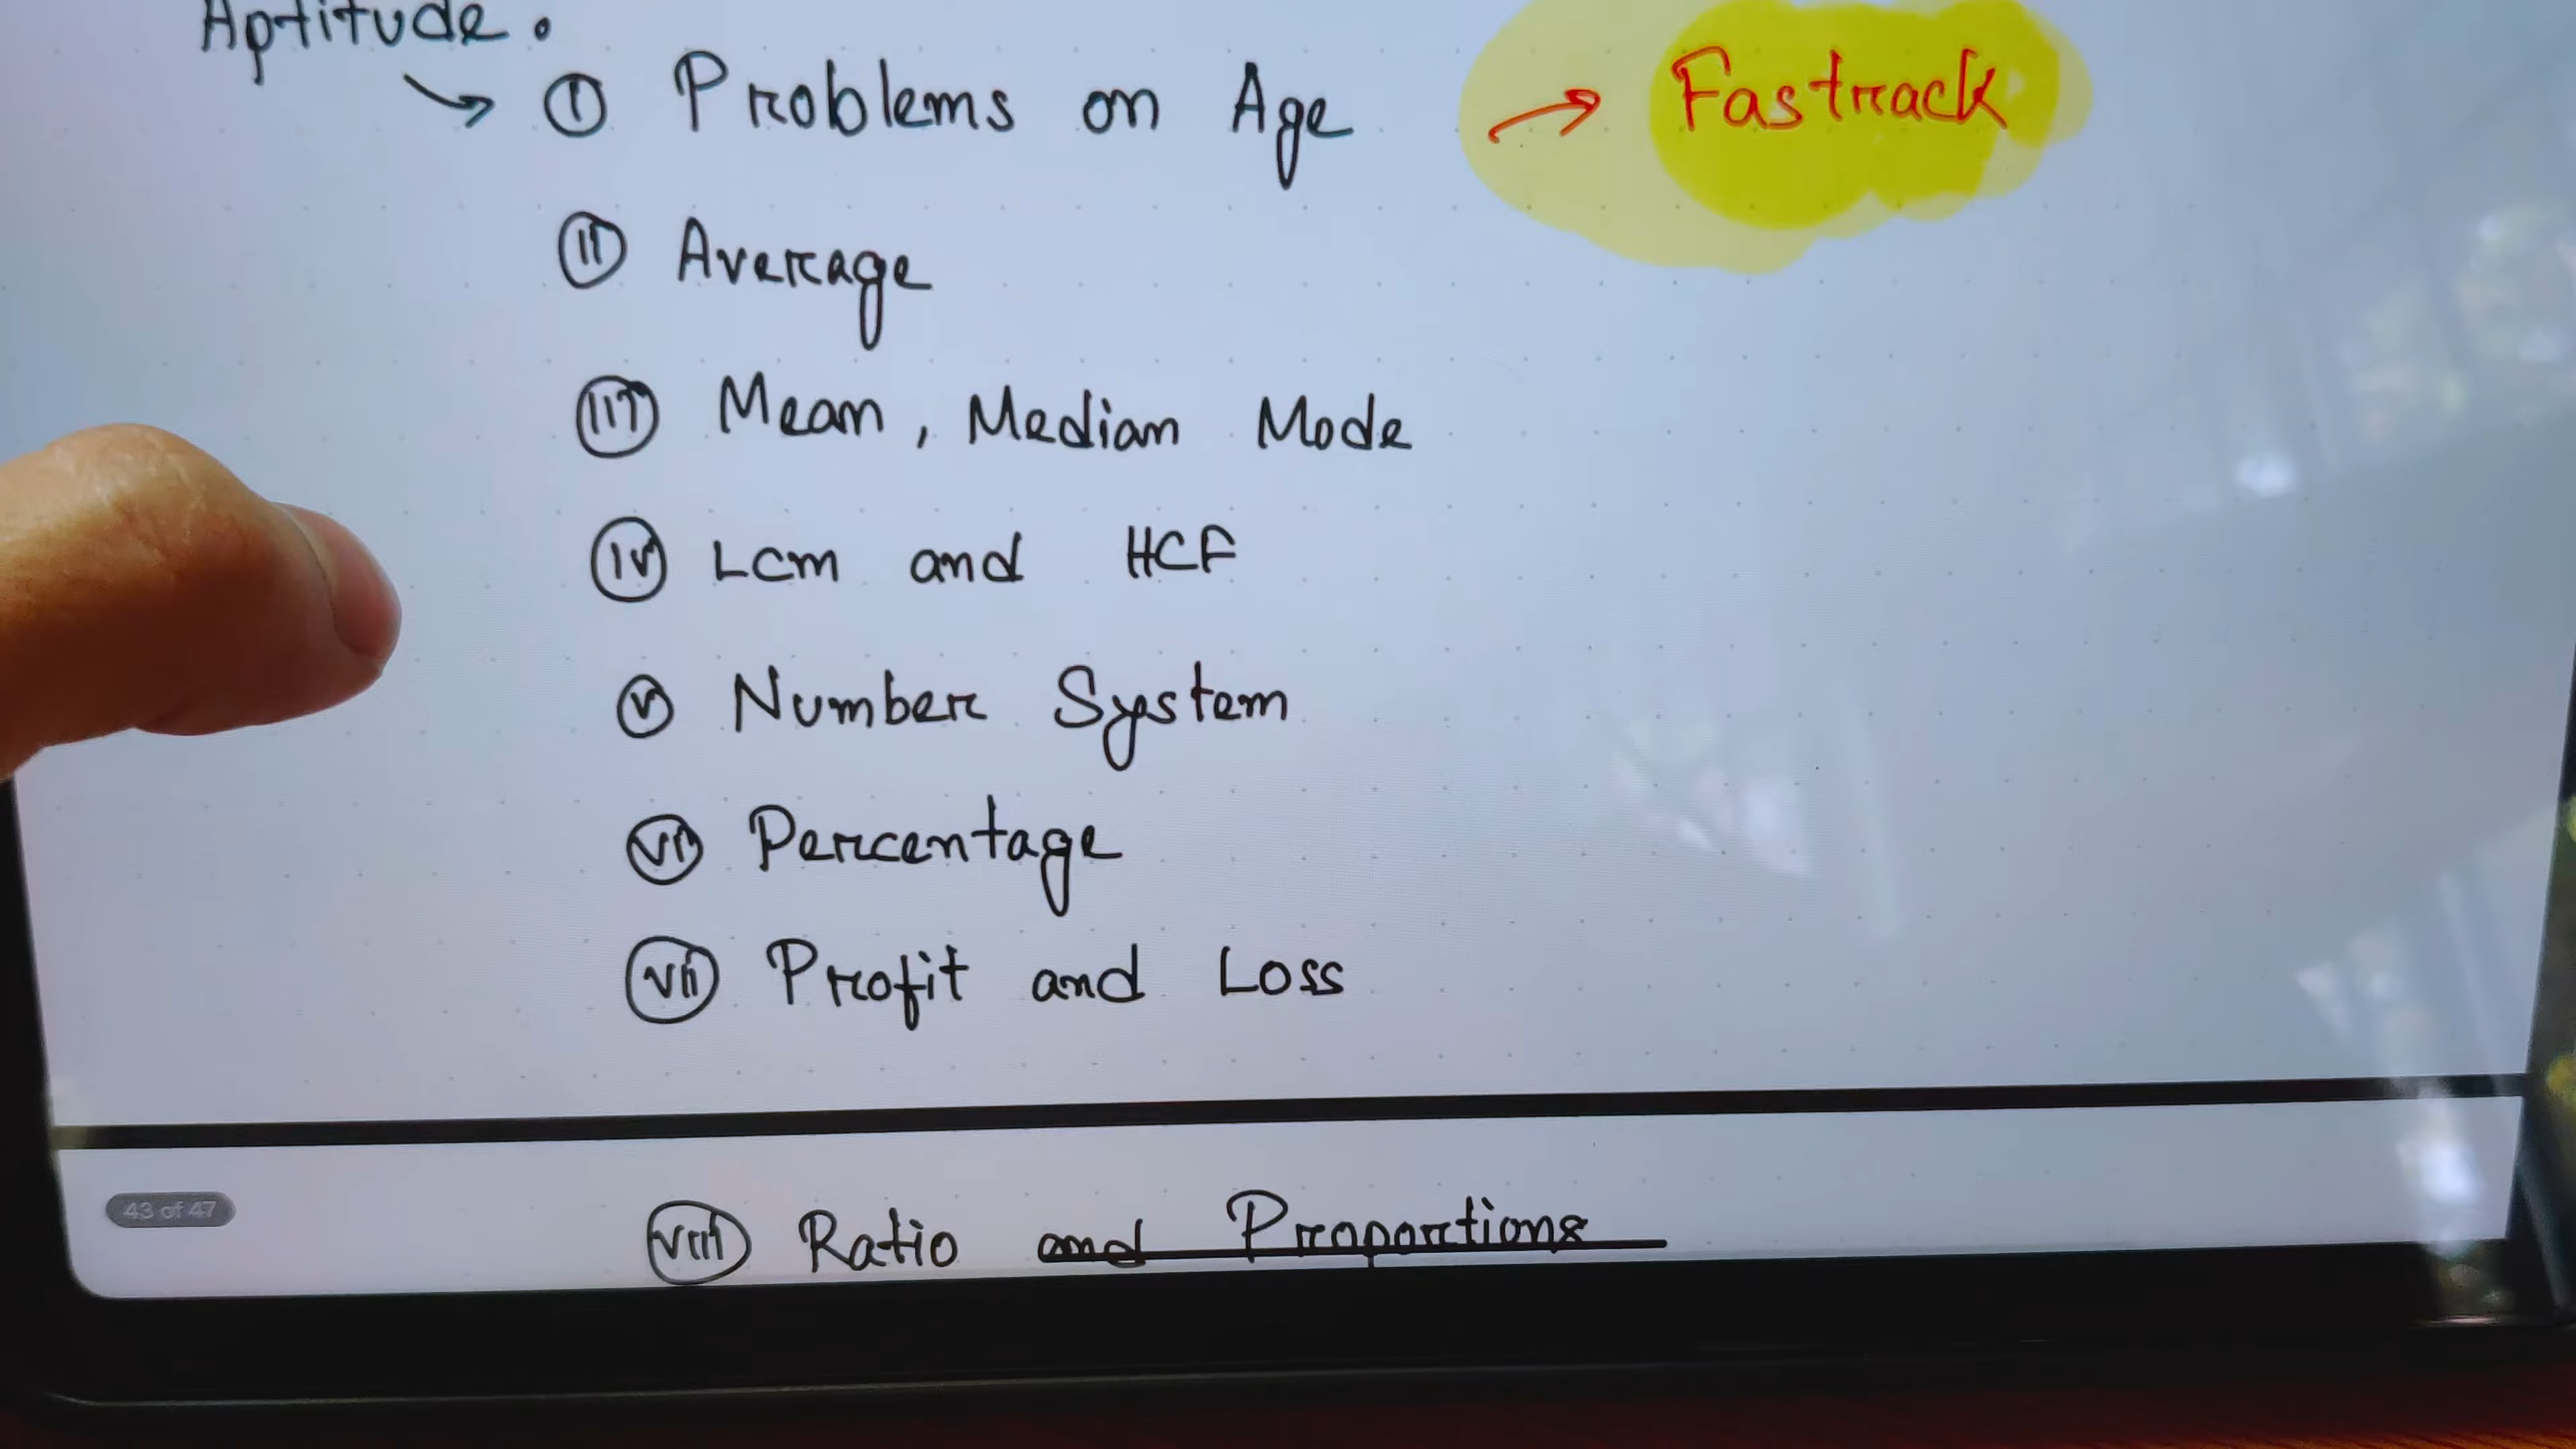 Aptitude.
→ (I) Problems on Age → Fastrack
(II) Average
(III) Mean, Median Mode
(IV) Lcm and HCF
(V) Number System
(VI) Percentage
(VII) Profit and Loss
(VIII) Ratio and Proportions
43 of 47